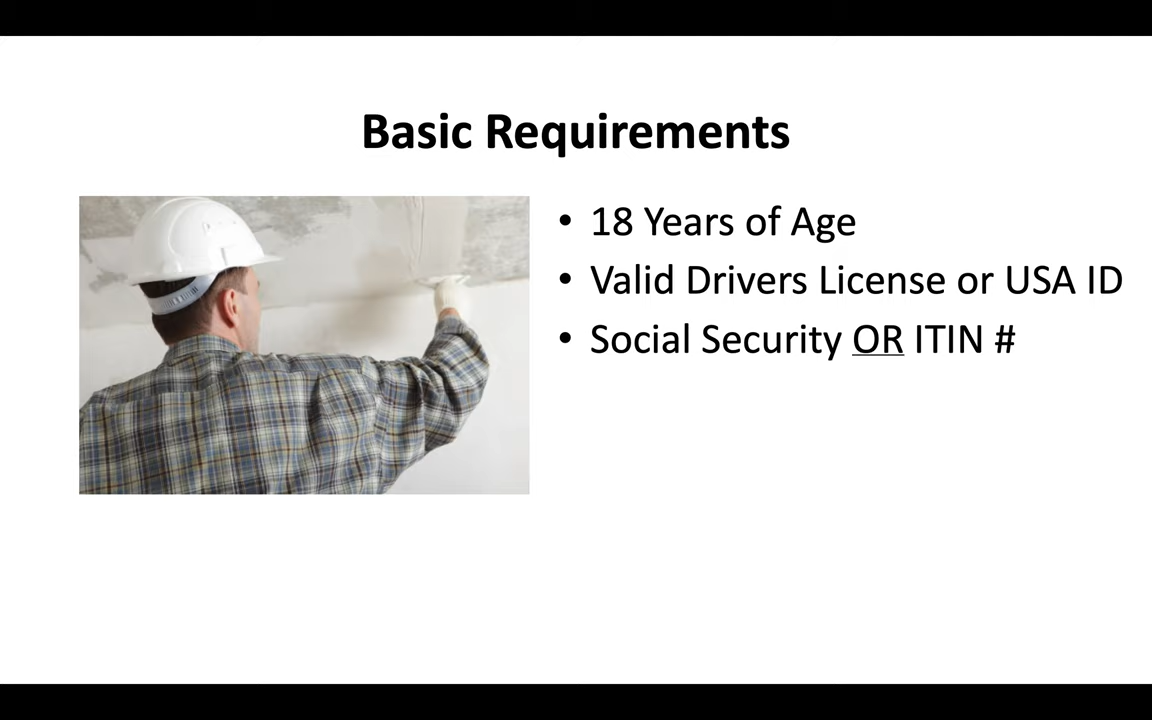 Basic Requirements
• 18 Years of Age
• Valid Drivers License or USA ID
• Social Security OR ITIN #